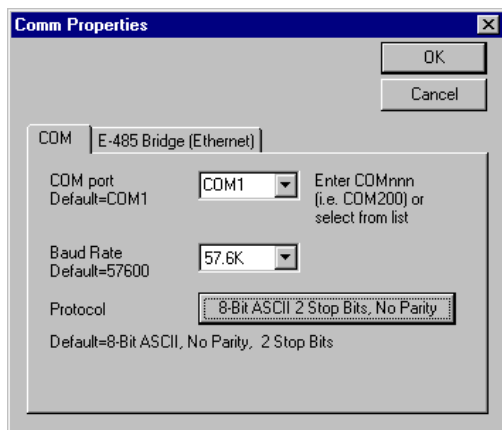 Comm Properties
OK
Cancel
COM
E-485 Bridge (Ethernet)
COM port
Default=COM1
COM1
Enter COMnnn
(i.e. COM200) or
select from list
Baud Rate
Default=57600
57.6K
Protocol
8-Bit ASCII 2 Stop Bits, No Parity
Default=8-Bit ASCII, No Parity, 2 Stop Bits